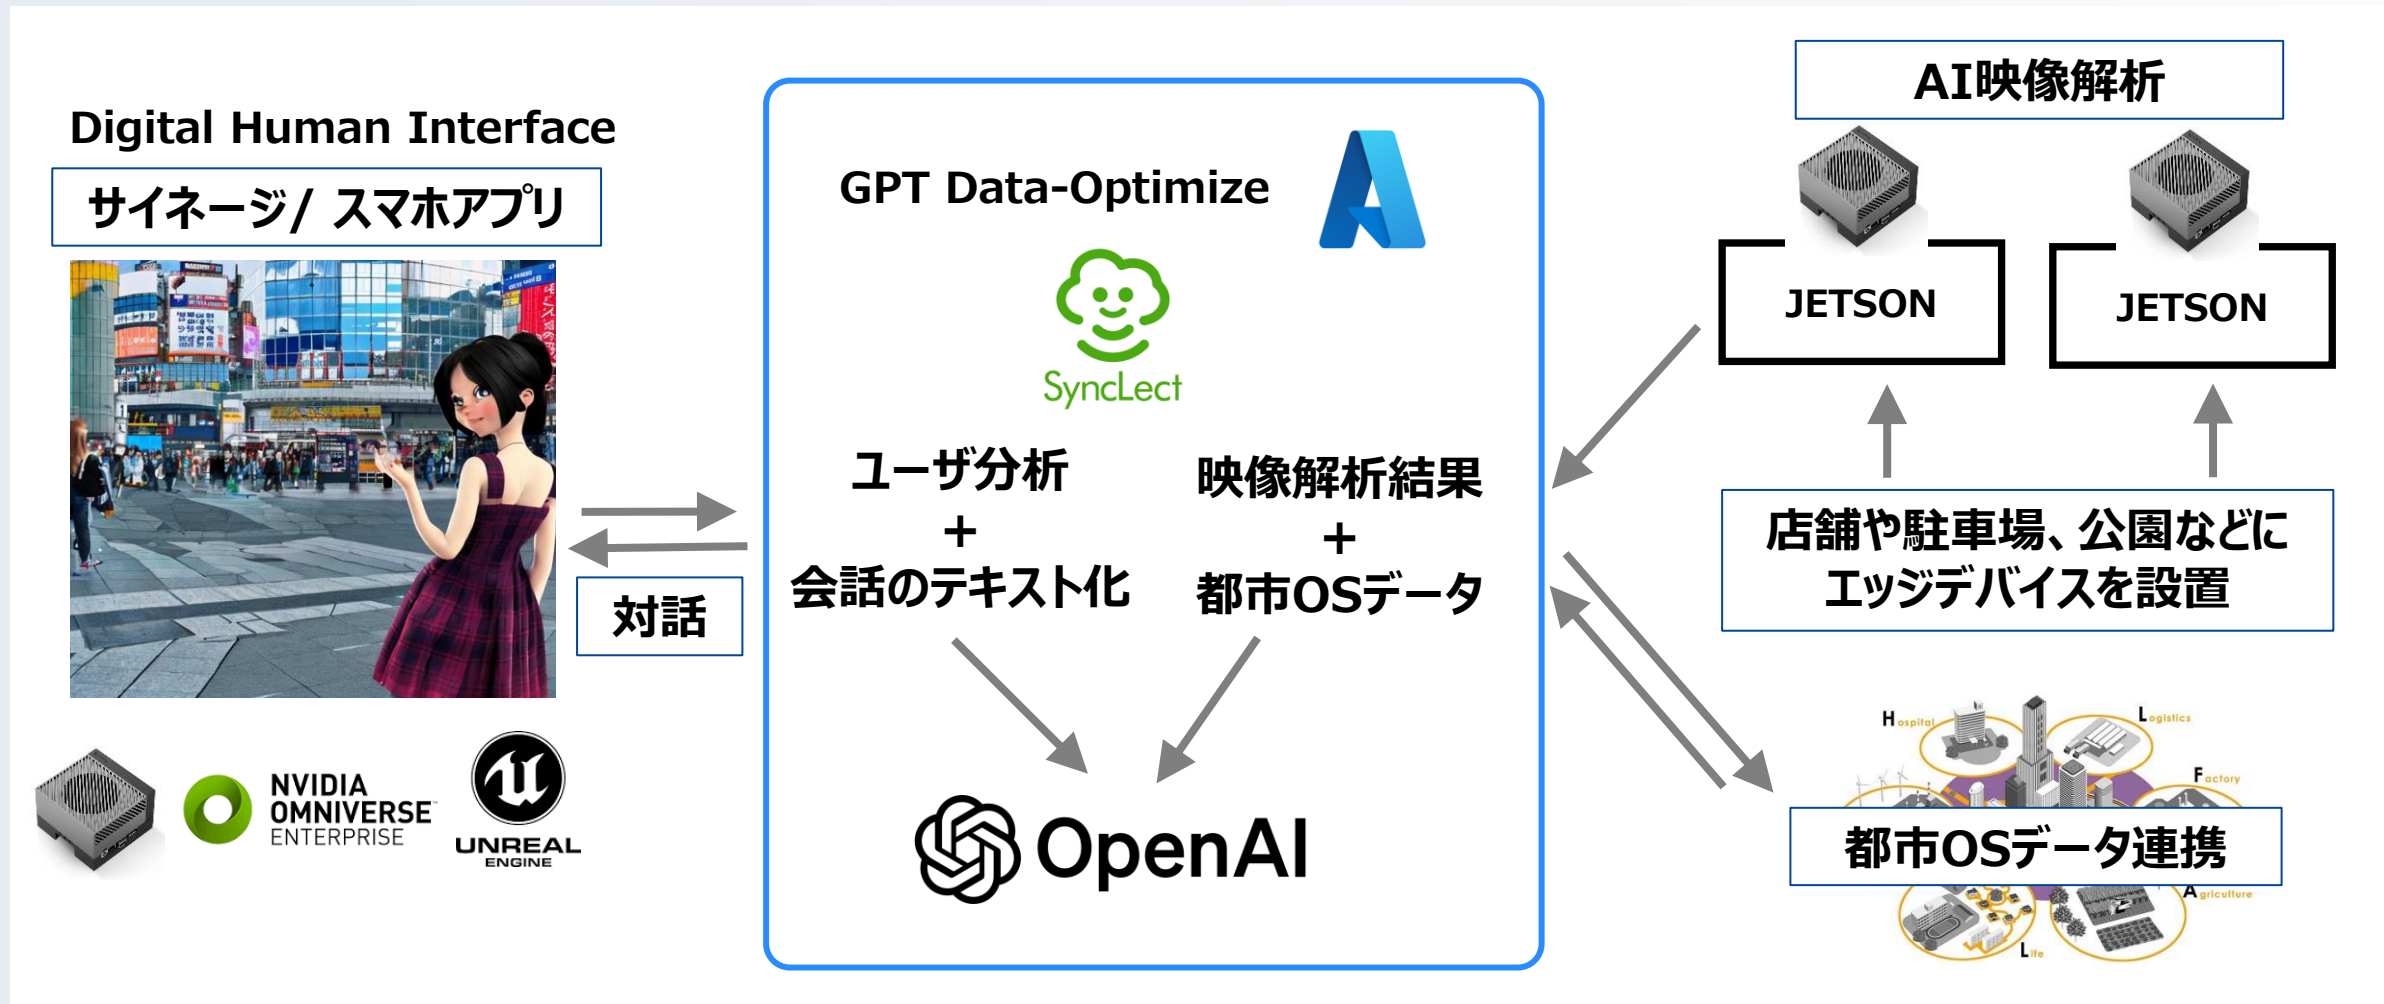 Digital Human Interface
サイネージ/ スマホアプリ
対話
NVIDIA
OMNIVERSE
ENTERPRISE
UNREAL
ENGINE
GPT Data-Optimize
SyncLect
ユーザ分析
+
会話のテキスト化
映像解析結果
+
都市OSデータ
OpenAI
AI映像解析
JETSON
JETSON
店舗や駐車場、公園などに
エッジデバイスを設置
Hospital
Logistics
Factory
都市OSデータ連携
Agriculture
Life